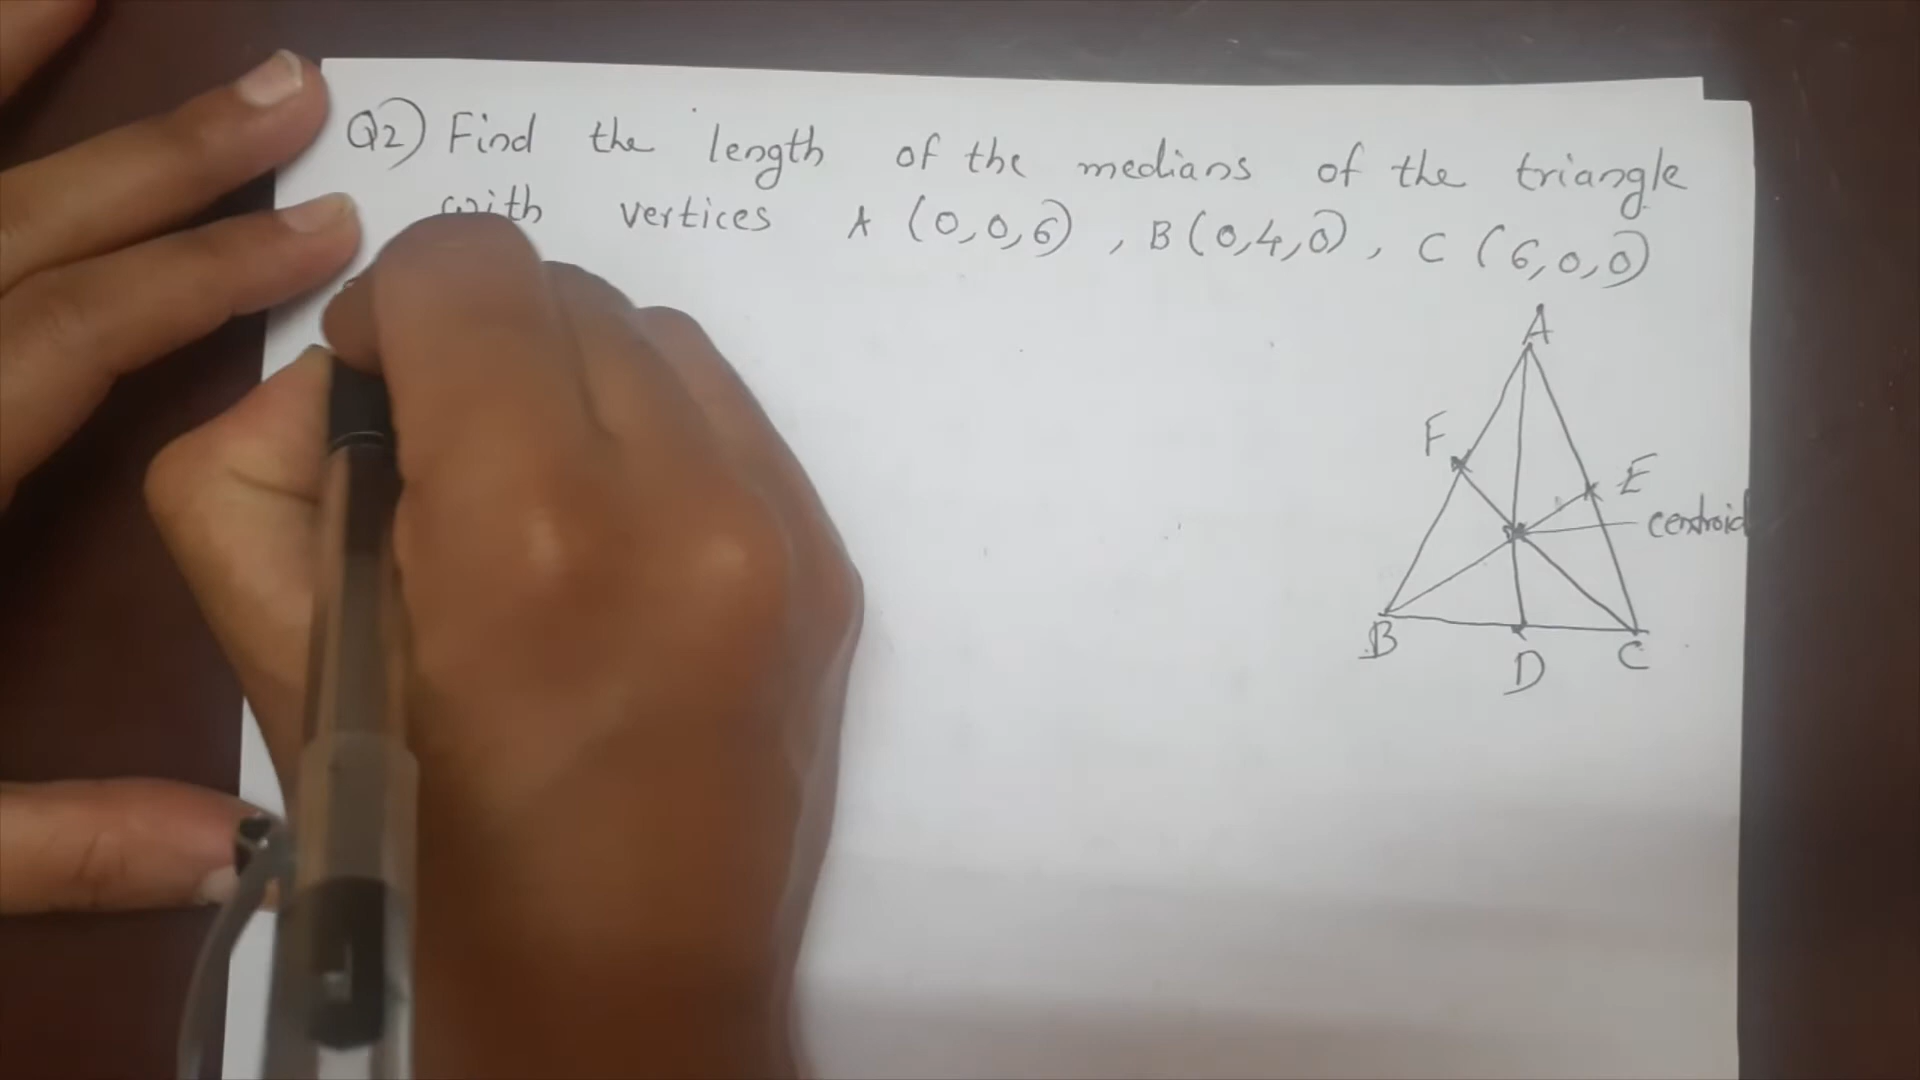 Q2) Find the length of the medians of the triangle
with vertices A (0,0,6) , B(0,4,0) , C (6,0,0)
A
F
E
centroid
B
C
D